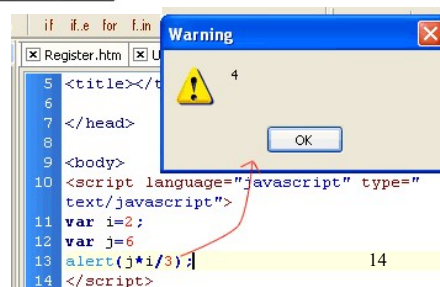 if if..e for f..in
Warning
Register.htm U
4
OK
5 <title></t
6
7 </head>
8
9 <body>
10 <script language="javascript" type="
text/javascript">
11 var i=2;
12 var j=6
13 alert(j*i/3); 14
14 </script>